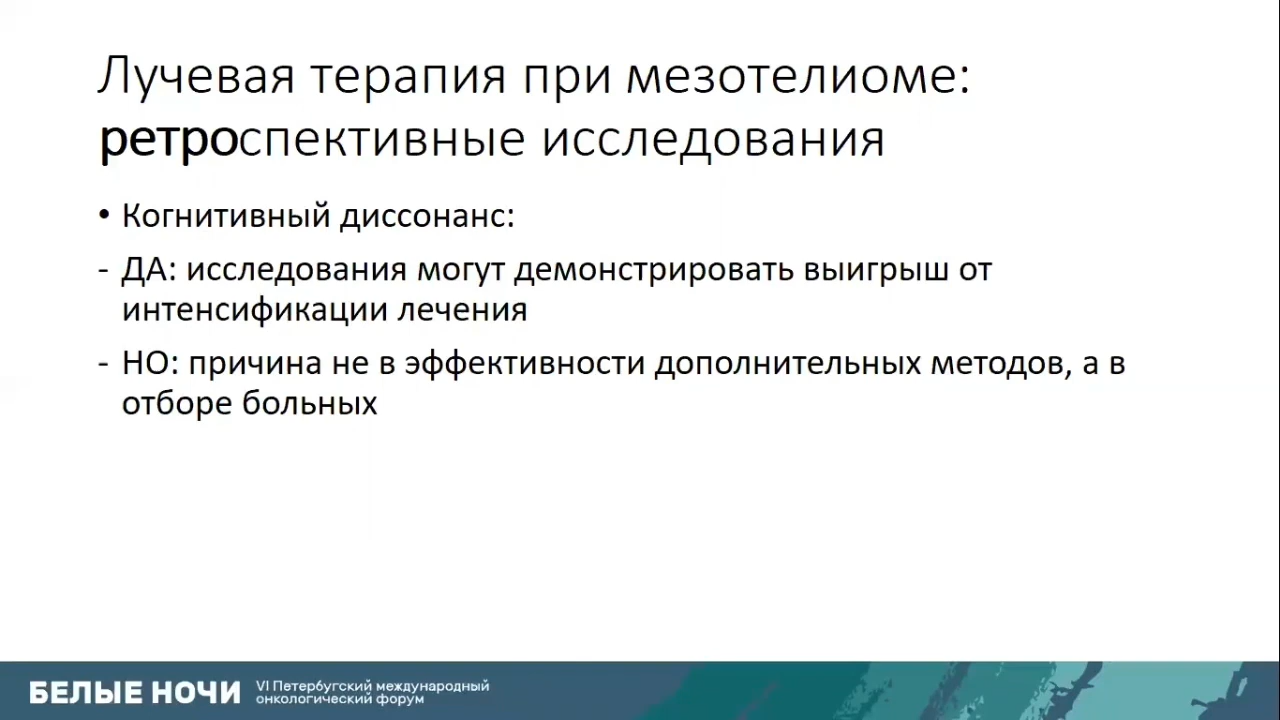 Лучевая терапия при мезотелиоме:
ретроспективные исследования
• Когнитивный диссонанс:
- ДА: исследования могут демонстрировать выигрыш от
интенсификации лечения
- НО: причина не в эффективности дополнительных методов, а в
отборе больных
БЕЛЫЕ НОЧИ
VI Петербугский международный
онкологический форум